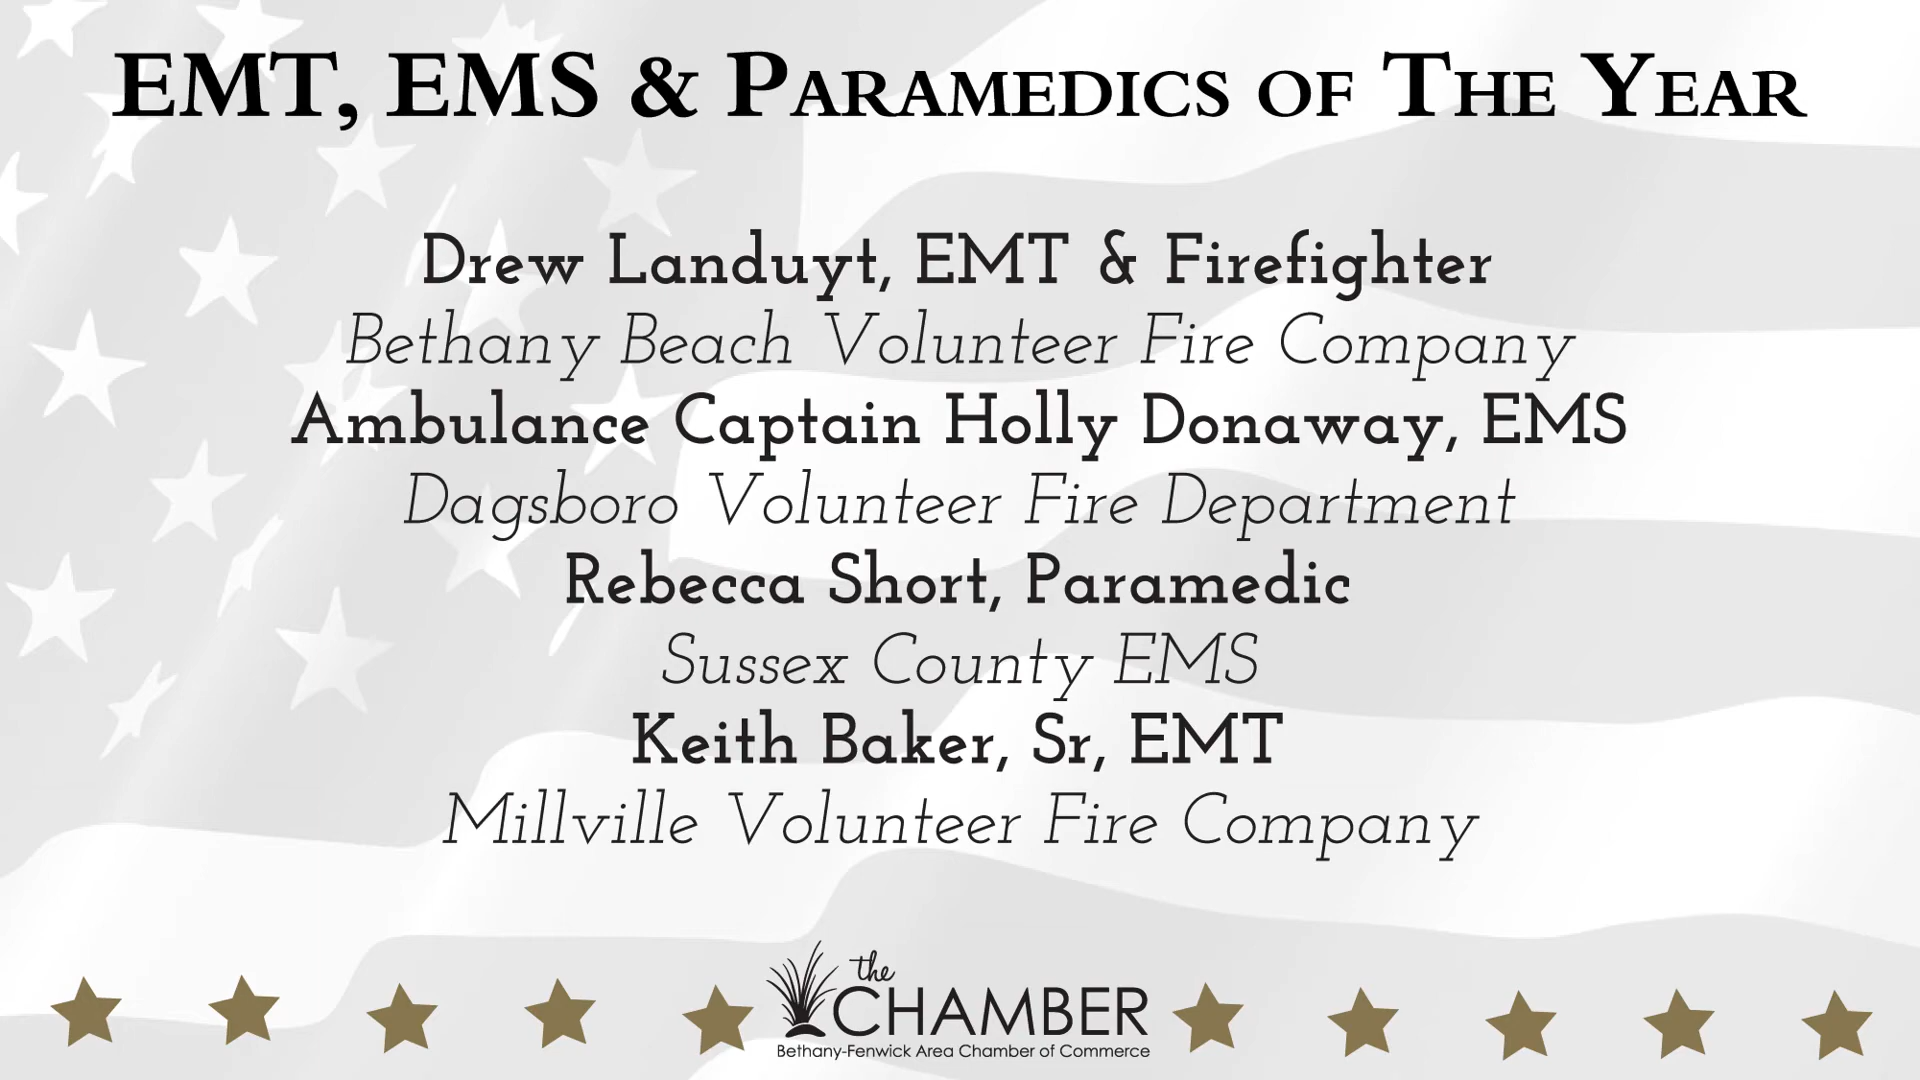 EMT, EMS & Paramedics of The Year
Drew Landuyt, EMT & Firefighter
Bethany Beach Volunteer Fire Company
Ambulance Captain Holly Donaway, EMS
Dagsboro Volunteer Fire Department
Rebecca Short, Paramedic
Sussex County EMS
Keith Baker, Sr, EMT
Millville Volunteer Fire Company
the
CHAMBER
Bethany-Fenwick Area Chamber of Commerce